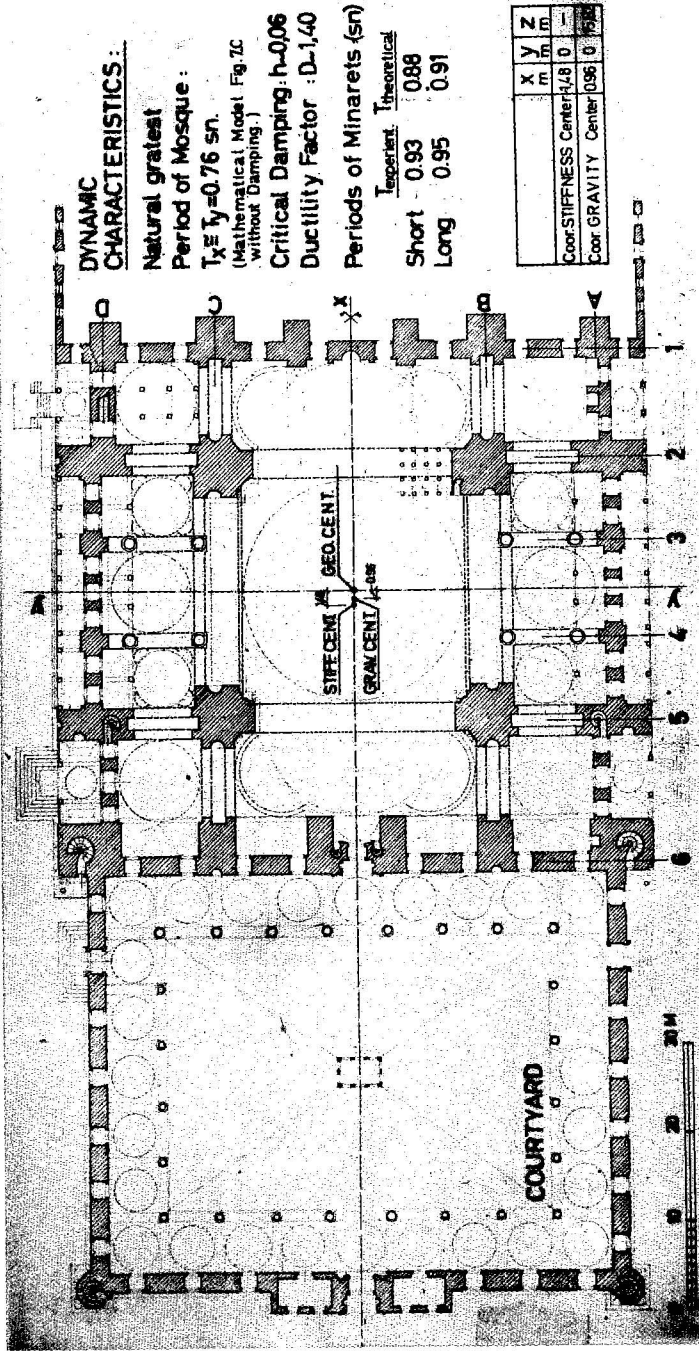 DYNAMIC
CHARACTERISTICS:
Natural gratest
Period of Mosque:
Tx≡Ty=0.76 sn.
(Mathematical Model Fig.7.C
without Damping.)
Critical Damping: h~0,06
Ductility Factor : D~1,40
Periods of Minarets (sn)
Texperient. Ttheoretical
Short 0.93 0.88
Long 0.95 0.91
x y z
m m m
Coor. STIFFNESS Center 1,48 0 –
Coor. GRAVITY Center 0.96 0
D
C
X
B
A
1
2
3
4
5
6
A
A
STIFF.CENT.
GEO.CENT.
GRAV.CENT.
0.96
COURTYARD
10 20 30 M